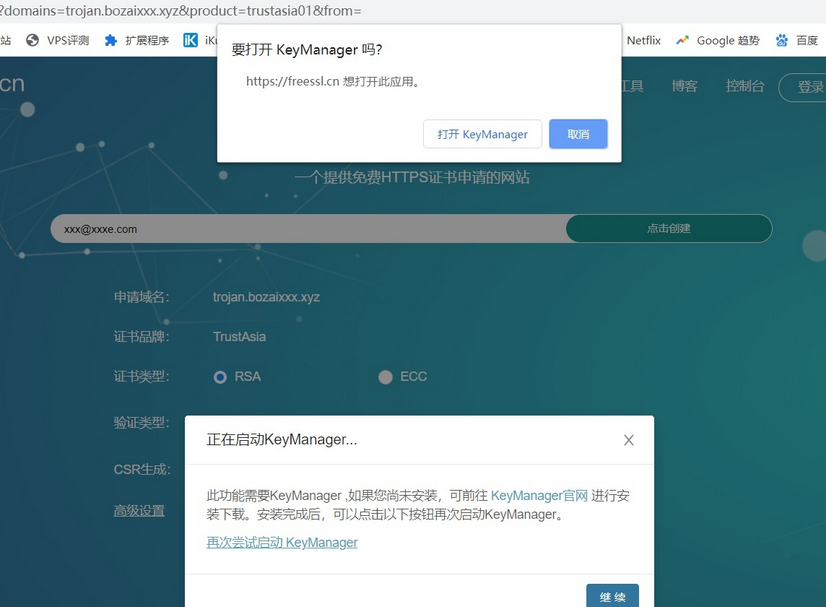 ?domains=trojan.bozaixxx.xyz&product=trustasia01&from=
站 VPS评测 扩展程序 iK Netflix Google 趋势 百度
要打开 KeyManager 吗?
https://freessl.cn 想打开此应用。
打开 KeyManager 取消
cn 工具 博客 控制台 登录
一个提供免费HTTPS证书申请的网站
xxx@xxxe.com 点击创建
申请域名: trojan.bozaixxx.xyz
证书品牌: TrustAsia
证书类型: RSA ECC
验证类型:
正在启动KeyManager...
CSR生成:
此功能需要KeyManager ,如果您尚未安装，可前往 KeyManager官网 进行安
装下载。安装完成后，可以点击以下按钮再次启动KeyManager。
高级设置
再次尝试启动 KeyManager
继 续